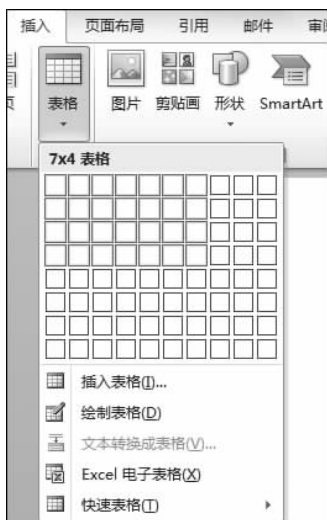 插入 页面布局 引用 邮件
表格 图片 剪贴画 形状 SmartArt
7x4 表格
插入表格(I)...
绘制表格(D)
文本转换成表格(V)...
Excel 电子表格(X)
快速表格(T)